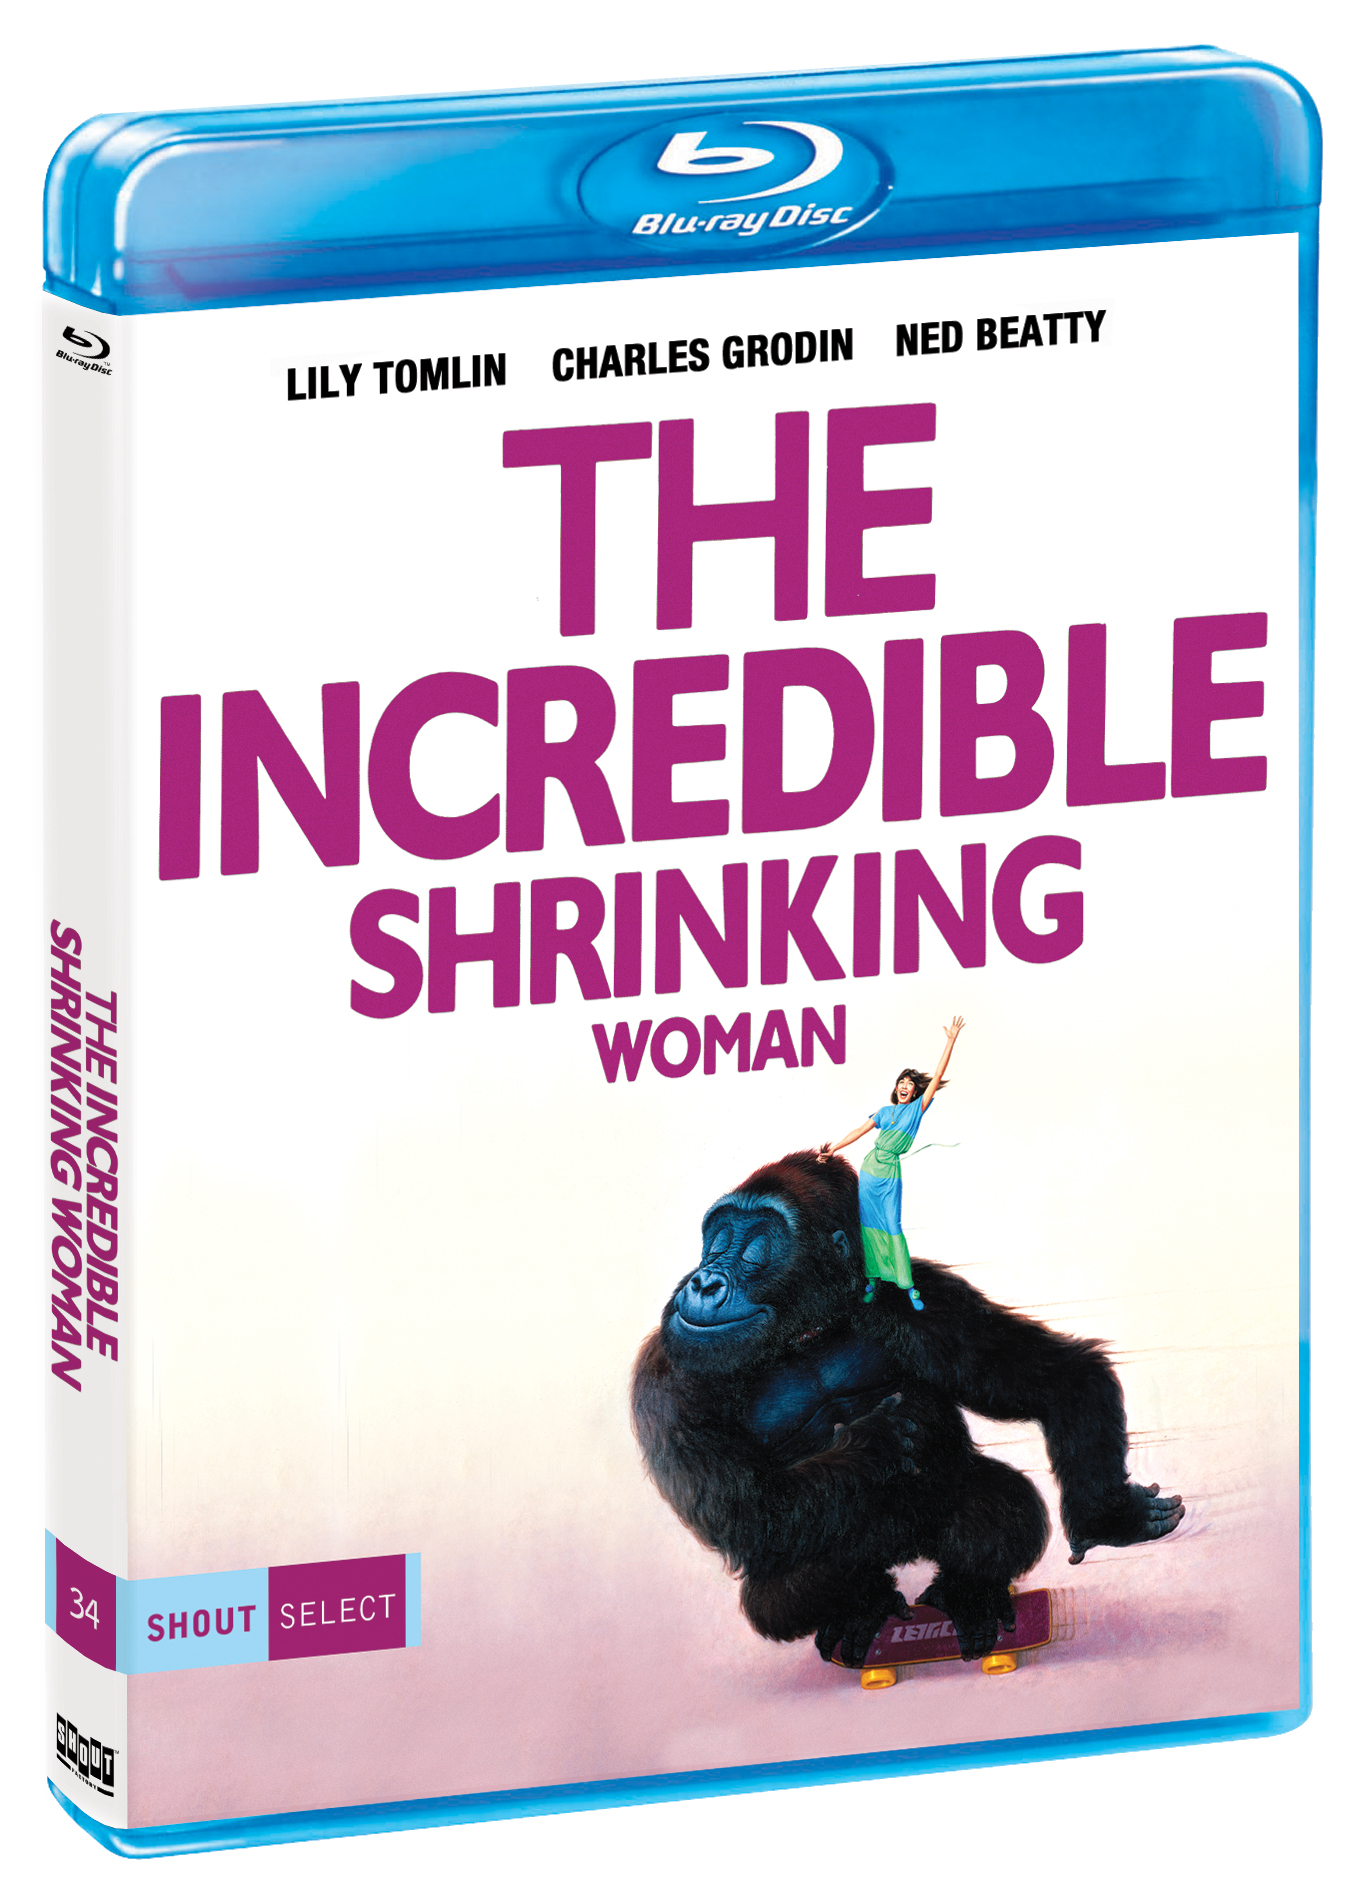 Blu-ray Disc
LILY TOMLIN CHARLES GRODIN NED BEATTY
THE
INCREDIBLE
SHRINKING
WOMAN
SHOUT SELECT
Blu-ray Disc
THE INCREDIBLE
SHRINKING WOMAN
34
SHOUT
FACTORY